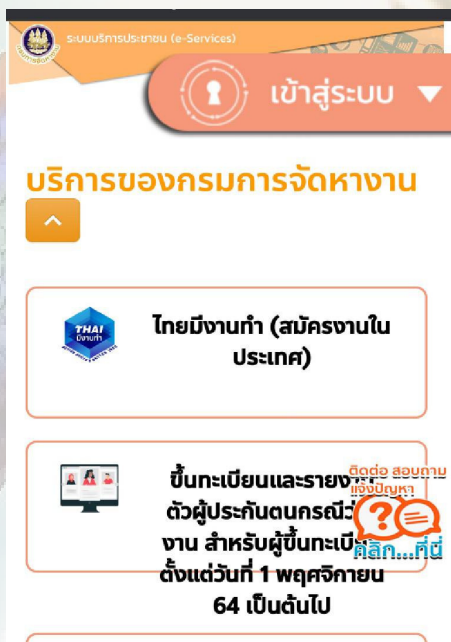 ระบบบริการประชาชน (e-Services)
เข้าสู่ระบบ
บริการของกรมการจัดหางาน
THAI
มีงานทำ
ไทยมีงานทำ (สมัครงานใน
ประเทศ)
ขึ้นทะเบียนและรายง
ตัวผู้ประกันตนกรณีว่
งาน สำหรับผู้ขึ้นทะเบี
ตั้งแต่วันที่ 1 พฤศจิกายน
64 เป็นต้นไป
ติดต่อ สอบถาม
แจ้งปัญหา
คลิก...ที่นี่